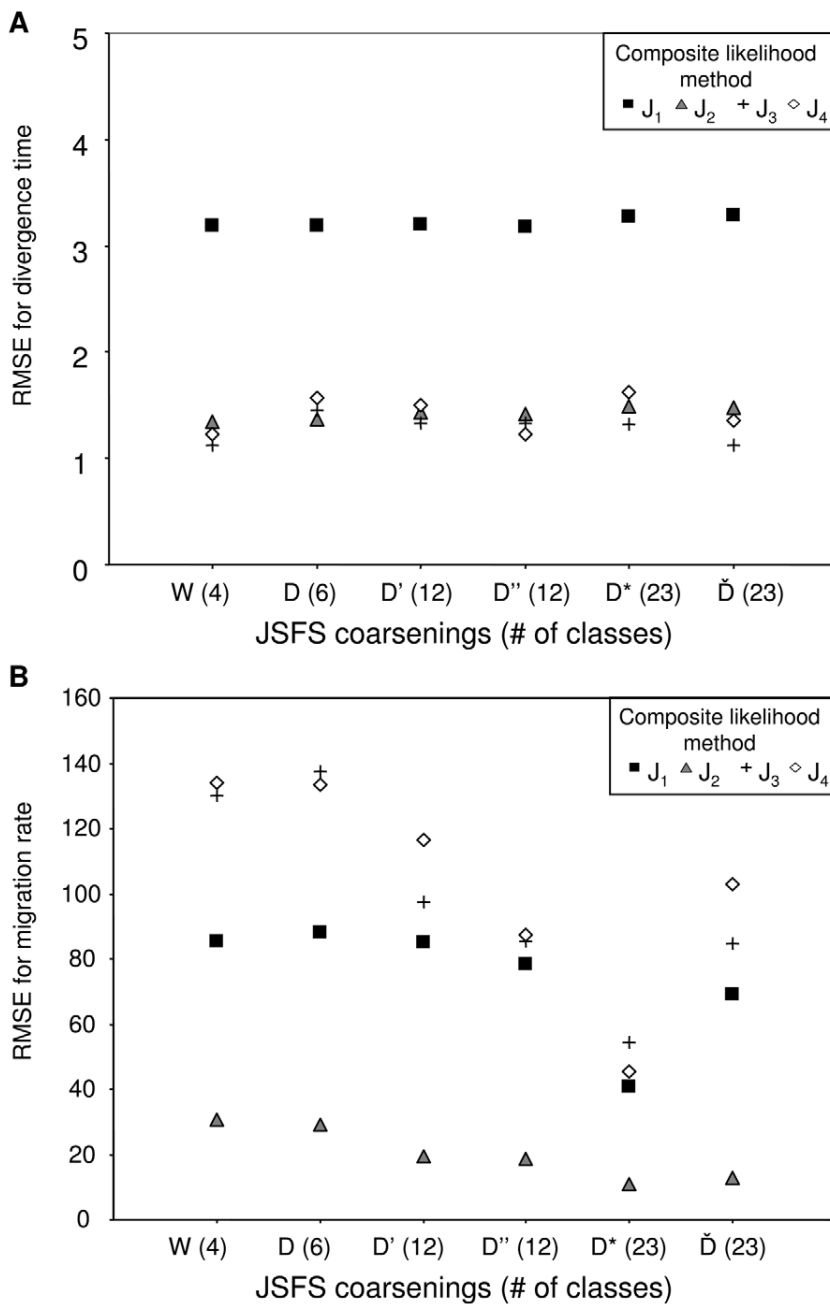 A
5
4
3
2
1
0
RMSE for divergence time
Composite likelihood
method
J1 J2 J3 J4
W (4) D (6) D' (12) D'' (12) D* (23) Ď (23)
JSFS coarsenings (# of classes)
B
160
140
120
100
80
60
40
20
0
RMSE for migration rate
Composite likelihood
method
J1 J2 J3 J4
W (4) D (6) D' (12) D'' (12) D* (23) Ď (23)
JSFS coarsenings (# of classes)